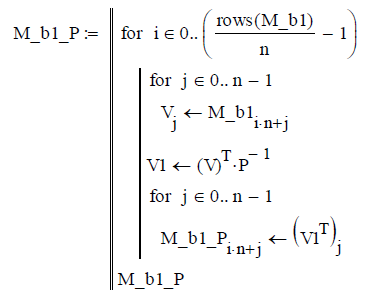 M_b1_P := for i ∈ 0.. (rows(M_b1)/n − 1)
for j ∈ 0.. n − 1
V_j ← M_b1_{i·n+j}
V1 ← (V)^T · P^{−1}
for j ∈ 0.. n − 1
M_b1_P_{i·n+j} ← (V1^T)_j
M_b1_P